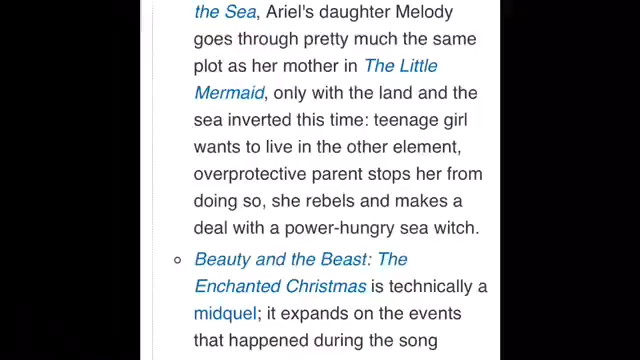 the Sea, Ariel's daughter Melody
goes through pretty much the same
plot as her mother in The Little
Mermaid, only with the land and the
sea inverted this time: teenage girl
wants to live in the other element,
overprotective parent stops her from
doing so, she rebels and makes a
deal with a power-hungry sea witch.
Beauty and the Beast: The
Enchanted Christmas is technically a
midquel; it expands on the events
that happened during the song